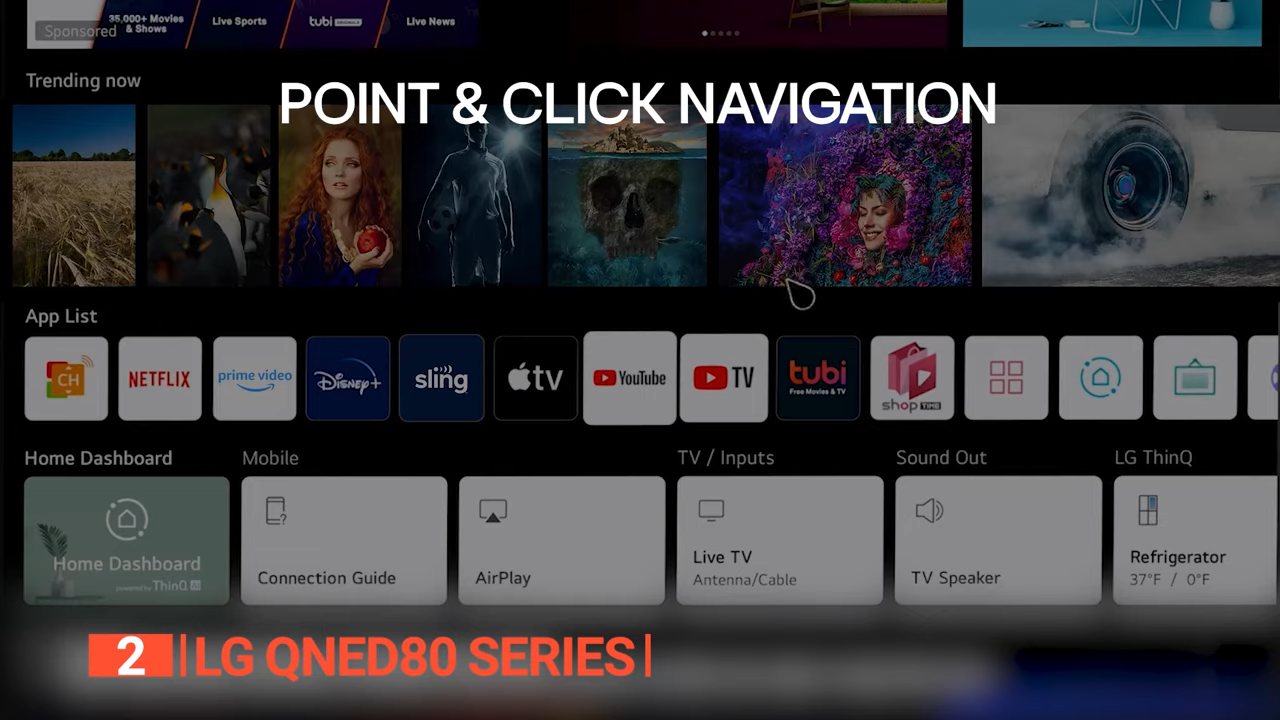 35,000+ Movies
& Shows
Live Sports
tubi ORIGINALS
Live News
Sponsored
Trending now
POINT & CLICK NAVIGATION
App List
CH
NETFLIX
prime video
Disney+
sling
tv
YouTube
TV
tubi
Free Movies & TV
shop TIME
Home Dashboard
Mobile
TV / Inputs
Sound Out
LG ThinQ
Home Dashboard
powered by ThinQ AI
Connection Guide
AirPlay
Live TV
Antenna/Cable
TV Speaker
Refrigerator
37°F / 0°F
2 LG QNED80 SERIES